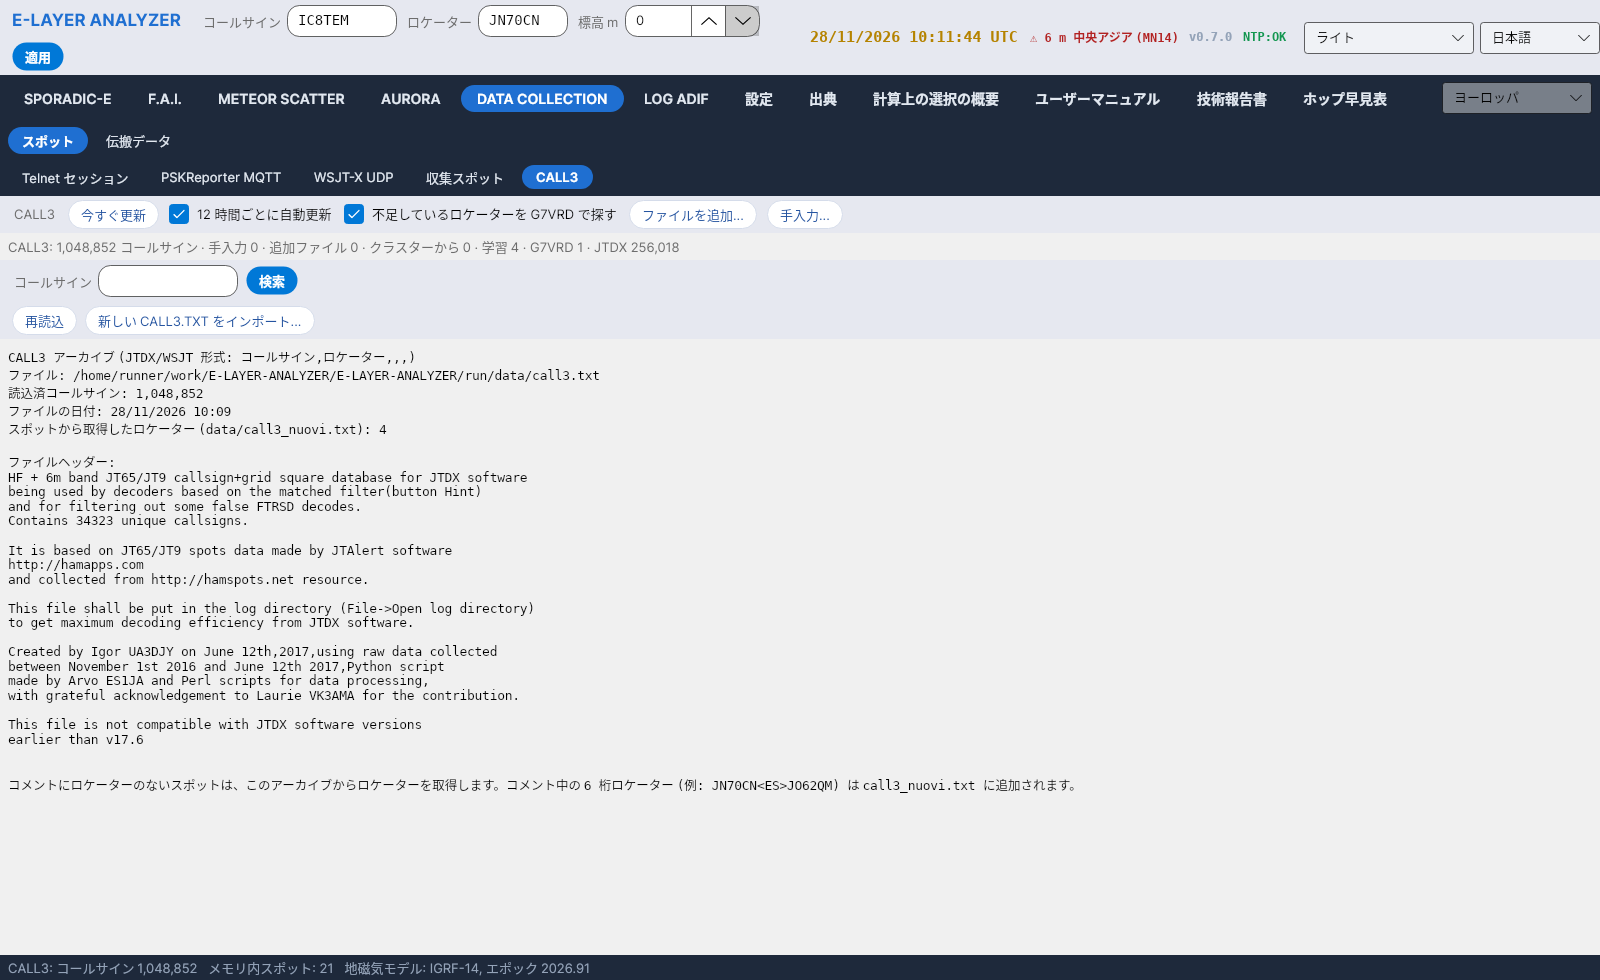 E-LAYER ANALYZER コールサイン IC8TEM ロケーター JN70CN 標高 m 0
28/11/2026 10:11:44 UTC ⚠ 6 m 中央アジア (MN14) v0.7.0 NTP:OK ライト 日本語
適用
SPORADIC-E F.A.I. METEOR SCATTER AURORA DATA COLLECTION LOG ADIF 設定 出典 計算上の選択の概要 ユーザーマニュアル 技術報告書 ホップ早見表 ヨーロッパ
スポット 伝搬データ
Telnet セッション PSKReporter MQTT WSJT-X UDP 収集スポット CALL3
CALL3 今すぐ更新 12 時間ごとに自動更新 不足しているロケーターを G7VRD で探す ファイルを追加... 手入力...
CALL3: 1,048,852 コールサイン · 手入力 0 · 追加ファイル 0 · クラスターから 0 · 学習 4 · G7VRD 1 · JTDX 256,018
コールサイン 検索
再読込 新しい CALL3.TXT をインポート...
CALL3 アーカイブ (JTDX/WSJT 形式: コールサイン,ロケーター,,,)
ファイル: /home/runner/work/E-LAYER-ANALYZER/E-LAYER-ANALYZER/run/data/call3.txt
読込済コールサイン: 1,048,852
ファイルの日付: 28/11/2026 10:09
スポットから取得したロケーター (data/call3_nuovi.txt): 4
ファイルヘッダー:
HF + 6m band JT65/JT9 callsign+grid square database for JTDX software
being used by decoders based on the matched filter(button Hint)
and for filtering out some false FTRSD decodes.
Contains 34323 unique callsigns.
It is based on JT65/JT9 spots data made by JTAlert software
http://hamapps.com
and collected from http://hamspots.net resource.
This file shall be put in the log directory (File->Open log directory)
to get maximum decoding efficiency from JTDX software.
Created by Igor UA3DJY on June 12th,2017,using raw data collected
between November 1st 2016 and June 12th 2017,Python script
made by Arvo ES1JA and Perl scripts for data processing,
with grateful acknowledgement to Laurie VK3AMA for the contribution.
This file is not compatible with JTDX software versions
earlier than v17.6
コメントにロケーターのないスポットは、このアーカイブからロケーターを取得します。コメント中の 6 桁ロケーター (例: JN70CN<ES>JO62QM) は call3_nuovi.txt に追加されます。
CALL3: コールサイン 1,048,852 メモリ内スポット: 21 地磁気モデル: IGRF-14, エポック 2026.91